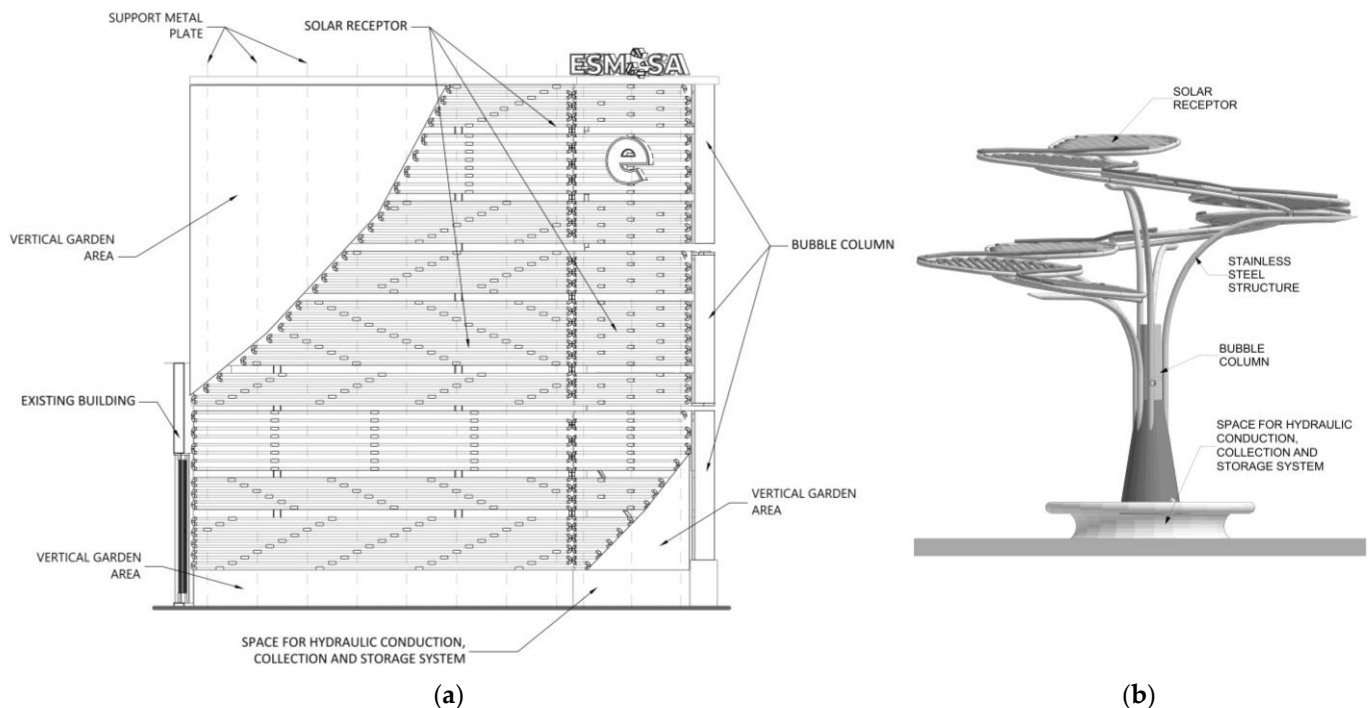 SUPPORT METAL
PLATE
SOLAR RECEPTOR
ESMESA
e
VERTICAL GARDEN
AREA
BUBBLE COLUMN
EXISTING BUILDING
VERTICAL GARDEN
AREA
VERTICAL GARDEN
AREA
SPACE FOR HYDRAULIC CONDUCTION,
COLLECTION AND STORAGE SYSTEM
(a)
SOLAR
RECEPTOR
STAINLESS
STEEL
STRUCTURE
BUBBLE
COLUMN
SPACE FOR HYDRAULIC
CONDUCTION,
COLLECTION AND
STORAGE SYSTEM
(b)